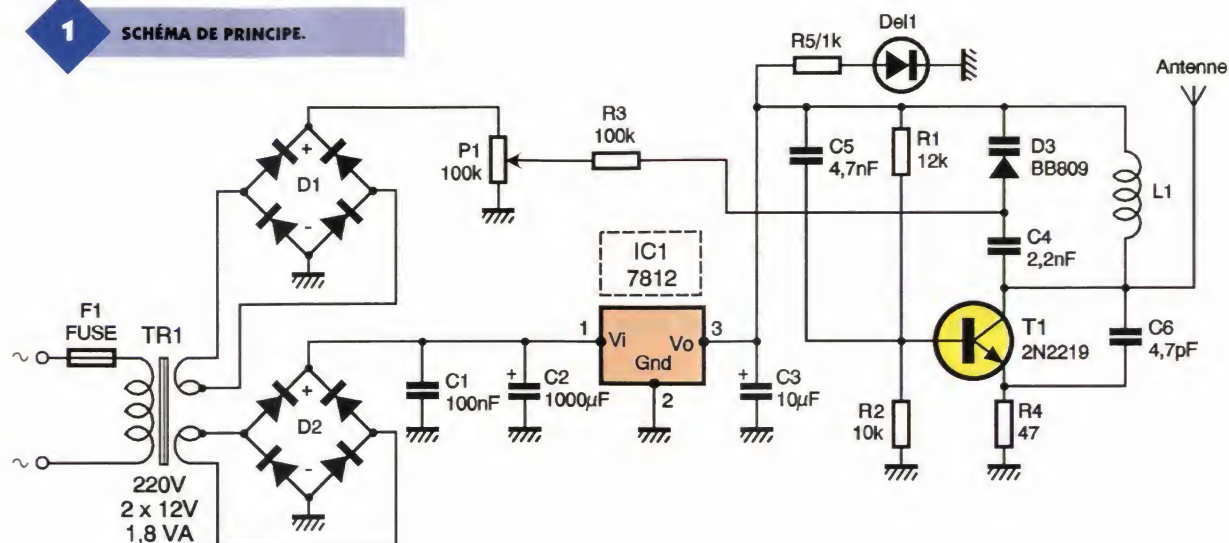 1
SCHÉMA DE PRINCIPE.
Del1
R5/1k
Antenne
R3
100k
P1
100k
C5
4,7nF
R1
12k
D3
BB809
L1
+
D1
-
C4
2,2nF
IC1
7812
F1
FUSE
TR1
1
Vi
Vo
3
Gnd
2
T1
2N2219
C6
4,7pF
+
D2
-
C1
100nF
+
C2
1000µF
+
C3
10µF
R2
10k
R4
47
~
~
220V
2 x 12V
1,8 VA